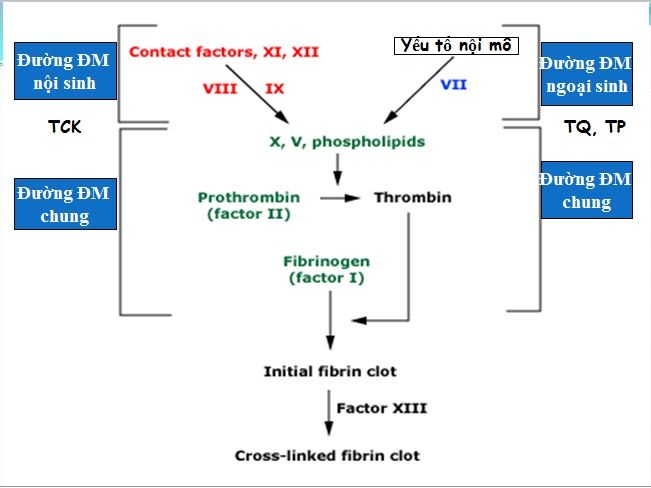 Đường ĐM
nội sinh
Contact factors, XI, XII
Yếu tố nội mô
Đường ĐM
ngoại sinh
VIII IX
VII
TCK
TQ, TP
X, V, phospholipids
Đường ĐM
chung
Prothrombin
(factor II)
Thrombin
Đường ĐM
chung
Fibrinogen
(factor I)
Initial fibrin clot
Factor XIII
Cross-linked fibrin clot